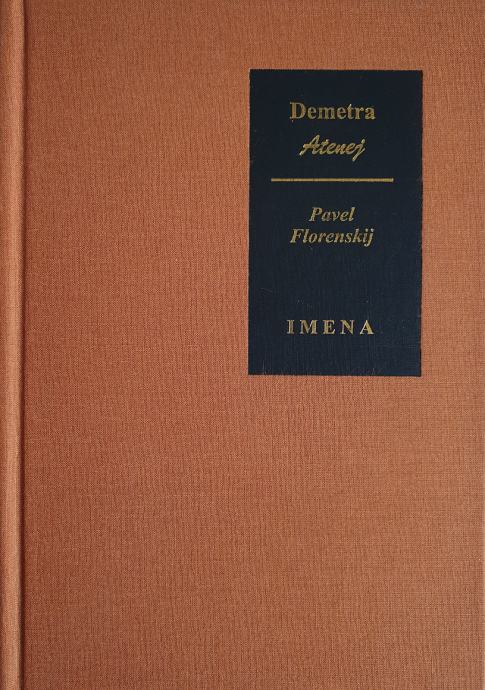 Demetra
Atenej
Pavel
Florenskij
IMENA